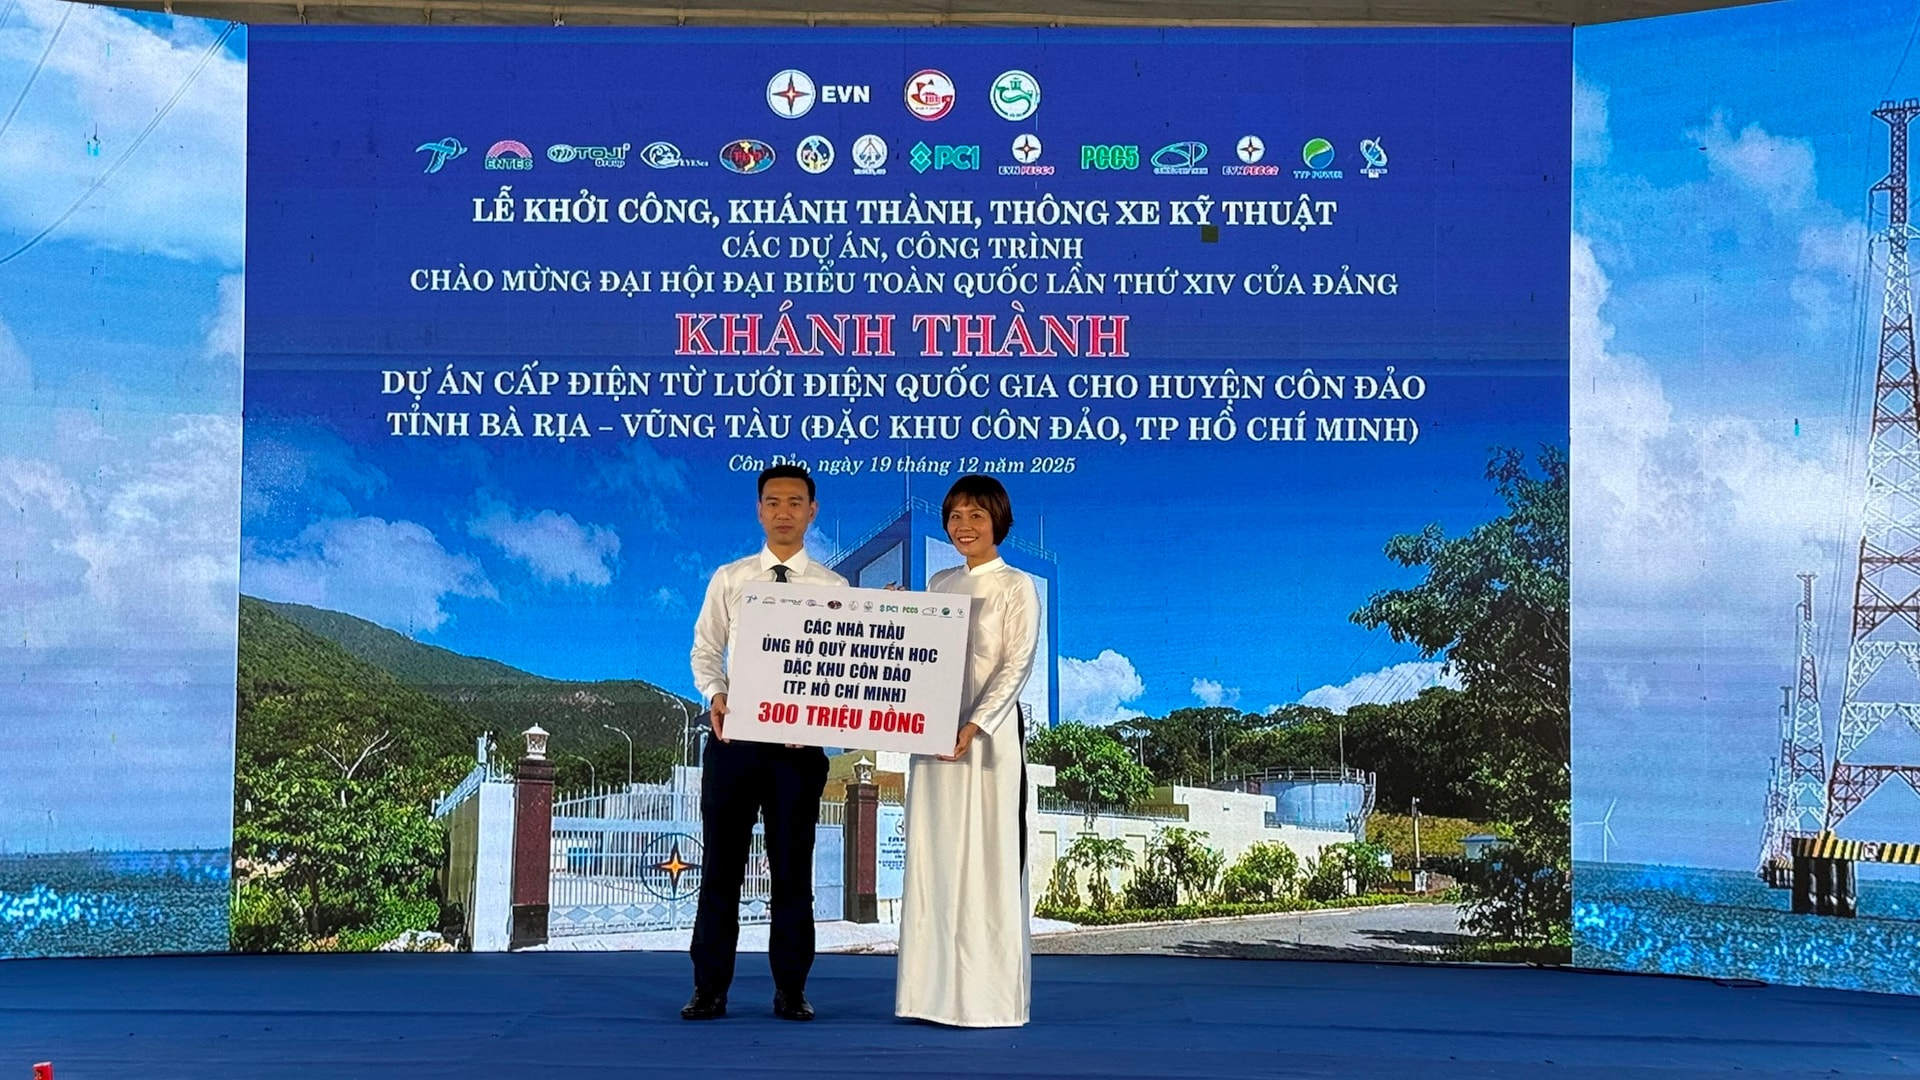 EVN
ENTEC TOJI Group PC1 EVNPECC4 PCC5 EVNPECC2 TTP POWER
LỄ KHỞI CÔNG, KHÁNH THÀNH, THÔNG XE KỸ THUẬT
CÁC DỰ ÁN, CÔNG TRÌNH
CHÀO MỪNG ĐẠI HỘI ĐẠI BIỂU TOÀN QUỐC LẦN THỨ XIV CỦA ĐẢNG
KHÁNH THÀNH
DỰ ÁN CẤP ĐIỆN TỪ LƯỚI ĐIỆN QUỐC GIA CHO HUYỆN CÔN ĐẢO
TỈNH BÀ RỊA – VŨNG TÀU (ĐẶC KHU CÔN ĐẢO, TP HỒ CHÍ MINH)
Côn Đảo, ngày 19 tháng 12 năm 2025
PC1 PCC5
CÁC NHÀ THẦU
ỦNG HỘ QUỸ KHUYẾN HỌC
ĐẶC KHU CÔN ĐẢO
(TP. HỒ CHÍ MINH)
300 TRIỆU ĐỒNG